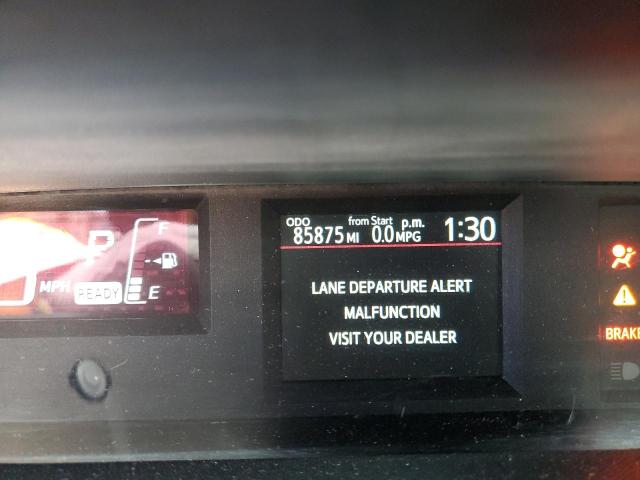 ODO
from Start
p.m.
85875 MI
0.0 MPG
1:30
P
F
MPH
READY
E
LANE DEPARTURE ALERT
MALFUNCTION
VISIT YOUR DEALER
BRAKE